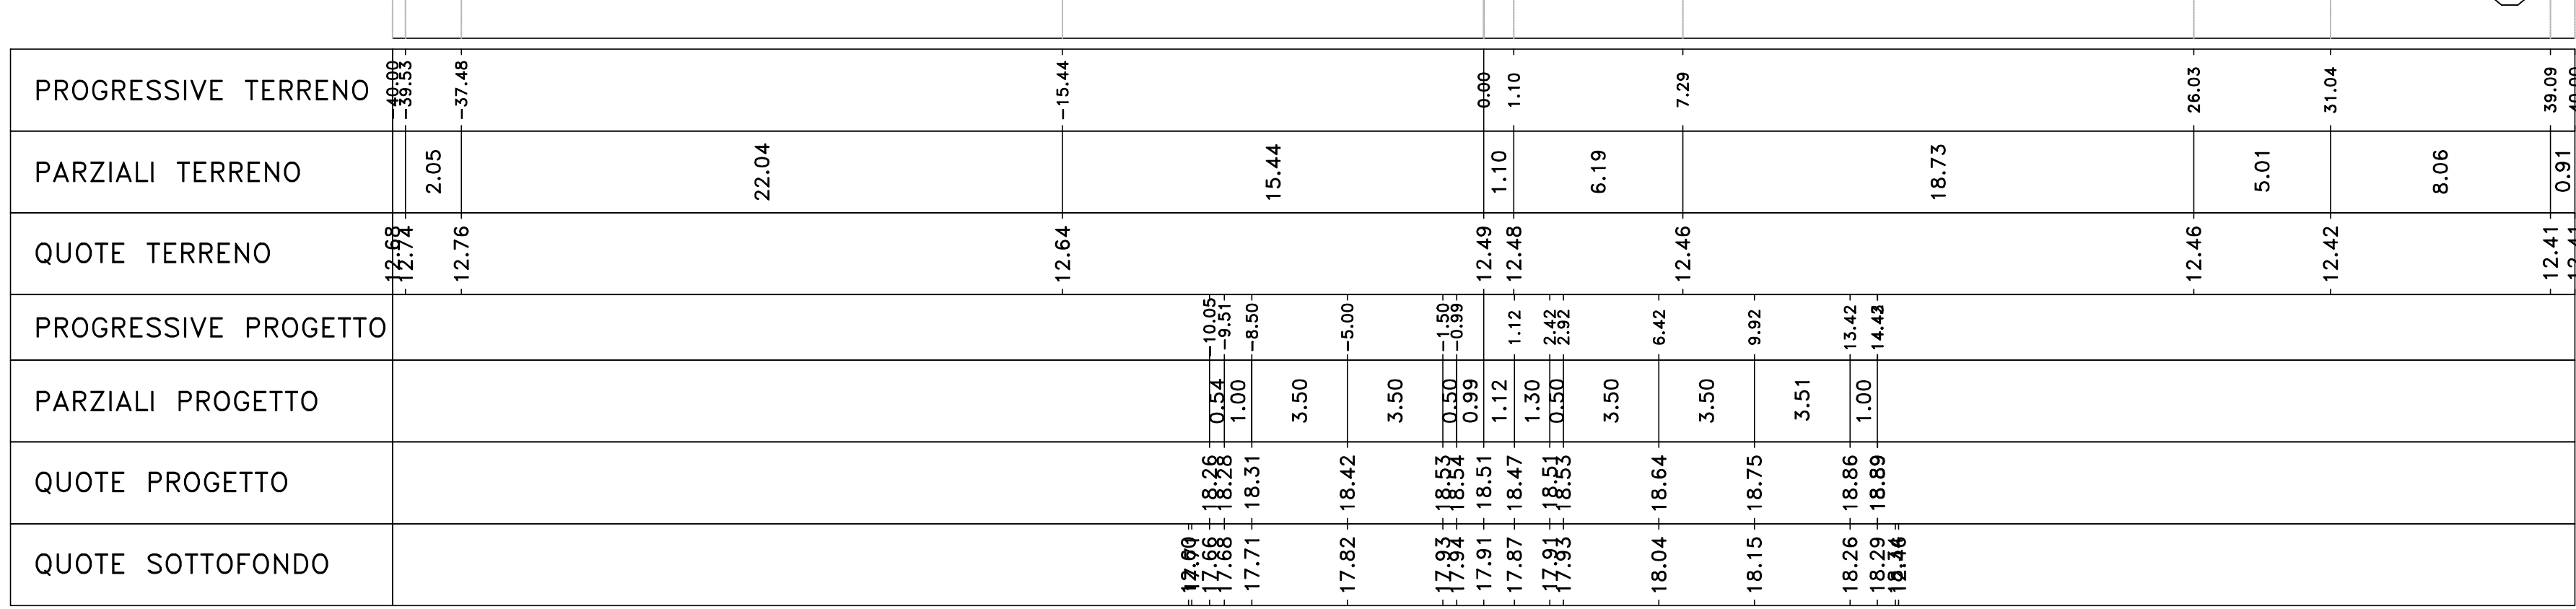 PROGRESSIVE TERRENO -40.00 -39.53 -37.48 -15.44 0.00 1.10 7.29 26.03 31.04 39.09
PARZIALI TERRENO 2.05 22.04 15.44 1.10 6.19 18.73 5.01 8.06 0.91
QUOTE TERRENO 12.68 12.74 12.76 12.64 12.49 12.48 12.46 12.46 12.42 12.41
PROGRESSIVE PROGETTO -10.05 -9.51 -8.50 -5.00 -1.50 -0.99 1.12 2.42 2.92 6.42 9.92 13.42
PARZIALI PROGETTO 0.54 1.00 3.50 3.50 0.50 0.99 1.12 1.30 0.50 3.50 3.50 3.51 1.00
QUOTE PROGETTO 18.26 18.28 18.31 18.42 18.53 18.54 18.51 18.47 18.51 18.53 18.64 18.75 18.86 18.89
QUOTE SOTTOFONDO 17.66 17.68 17.71 17.82 17.93 17.94 17.91 17.87 17.91 17.93 18.04 18.15 18.26 18.29